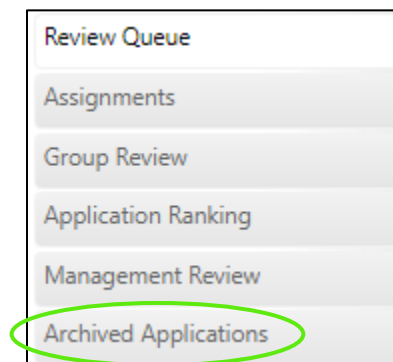 Review Queue
Assignments
Group Review
Application Ranking
Management Review
Archived Applications